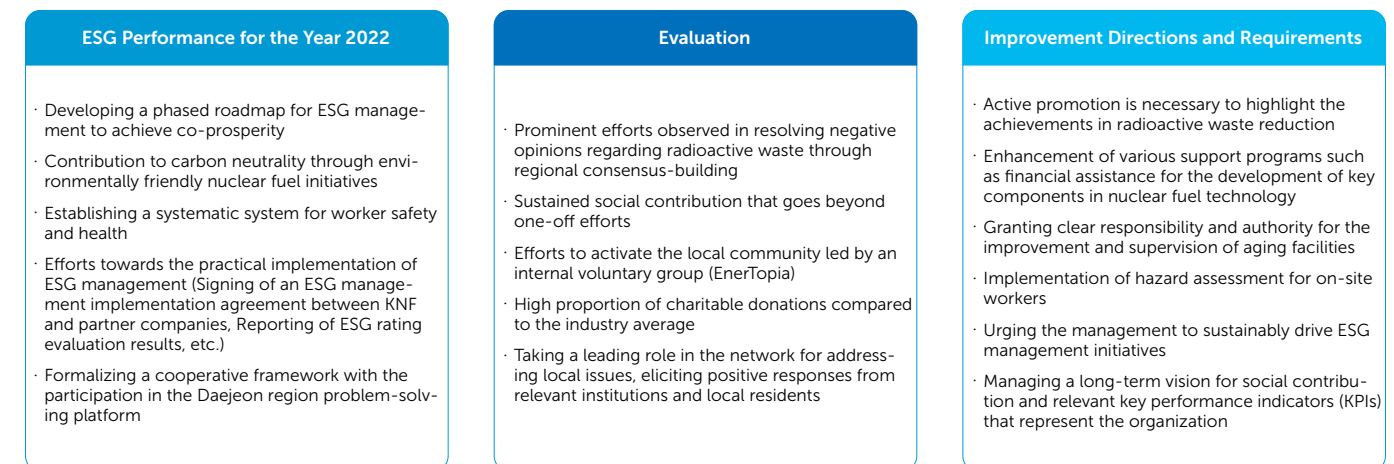 ESG Performance for the Year 2022
· Developing a phased roadmap for ESG manage-
ment to achieve co-prosperity
· Contribution to carbon neutrality through envi-
ronmentally friendly nuclear fuel initiatives
· Establishing a systematic system for worker safety
and health
· Efforts towards the practical implementation of
ESG management (Signing of an ESG manage-
ment implementation agreement between KNF
and partner companies, Reporting of ESG rating
evaluation results, etc.)
· Formalizing a cooperative framework with the
participation in the Daejeon region problem-solv-
ing platform
Evaluation
· Prominent efforts observed in resolving negative
opinions regarding radioactive waste through
regional consensus-building
· Sustained social contribution that goes beyond
one-off efforts
· Efforts to activate the local community led by an
internal voluntary group (EnerTopia)
· High proportion of charitable donations compared
to the industry average
· Taking a leading role in the network for address-
ing local issues, eliciting positive responses from
relevant institutions and local residents
Improvement Directions and Requirements
· Active promotion is necessary to highlight the
achievements in radioactive waste reduction
· Enhancement of various support programs such
as financial assistance for the development of key
components in nuclear fuel technology
· Granting clear responsibility and authority for the
improvement and supervision of aging facilities
· Implementation of hazard assessment for on-site
workers
· Urging the management to sustainably drive ESG
management initiatives
· Managing a long-term vision for social contribu-
tion and relevant key performance indicators (KPIs)
that represent the organization